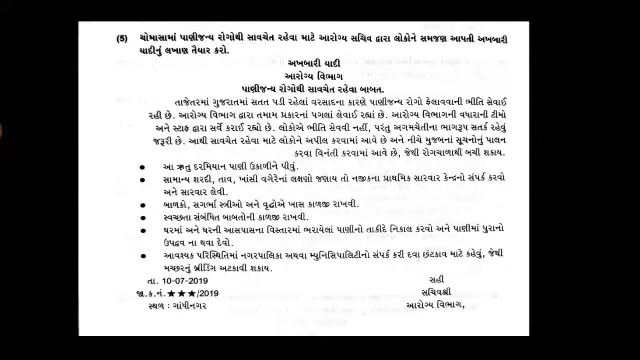 (5) ચોમાસામાં પાણીજન્ય રોગોથી સાવચેત રહેવા માટે આરોગ્ય સચિવ દ્વારા લોકોને સમજણ આપતી અખબારી
યાદીનું લખાણ તૈયાર કરો.
અખબારી યાદી
આરોગ્ય વિભાગ
પાણીજન્ય રોગોથી સાવચેત રહેવા બાબત.
તાજેતરમાં ગુજરાતમાં સતત પડી રહેલાં વરસાદના કારણે પાણીજન્ય રોગો ફેલાવવાની ભીતિ સેવાઈ
રહી છે. આરોગ્ય વિભાગ દ્વારા તમામ પ્રકારનાં પગલાં લેવાઈ રહ્યાં છે. આરોગ્ય વિભાગની વધારાની ટીમો
અને સ્ટાફ દ્વારા સર્વે કરાઈ રહ્યો છે. લોકોએ ભીતિ સેવવી નહીં, પરંતુ અગમચેતીના ભાગરૂપ સતર્ક રહેવું
જરૂરી છે. આથી સાવચેત રહેવા માટે લોકોને અપીલ કરવામાં આવે છે અને નીચે મુજબનાં સૂચનોનું પાલન
કરવા વિનંતી કરવામાં આવે છે, જેથી રોગચાળાથી બચી શકાય.
● આ ઋતુ દરમિયાન પાણી ઉકાળીને પીવું.
● સામાન્ય શરદી, તાવ, ખાંસી વગેરેનાં લક્ષણો જણાય તો નજીકના પ્રાથમિક સારવાર કેન્દ્રનો સંપર્ક કરવો
અને સારવાર લેવી.
● બાળકો, સગર્ભા સ્ત્રીઓ અને વૃદ્ધોએ ખાસ કાળજી રાખવી.
● સ્વચ્છતા સંબંધિત બાબતોની કાળજી રાખવી.
● ઘરમાં અને ઘરની આસપાસના વિસ્તારમાં ભરાયેલાં પાણીનો તાકીદે નિકાલ કરવો અને પાણીમાં પુરાનો
ઉપદ્રવ ના થવા દેવો.
● આવશ્યક પરિસ્થિતિમાં નગરપાલિકા અથવા મ્યુનિસિપાલિટીનો સંપર્ક કરી દવા છંટકાવ માટે કહેવું, જેથી
મચ્છરનું બ્રીડિંગ અટકાવી શકાય.
તા. 10-07-2019 સહી
જા.ક્ર.નં.★★★/2019 સચિવશ્રી
સ્થળ : ગાંધીનગર આરોગ્ય વિભાગ,